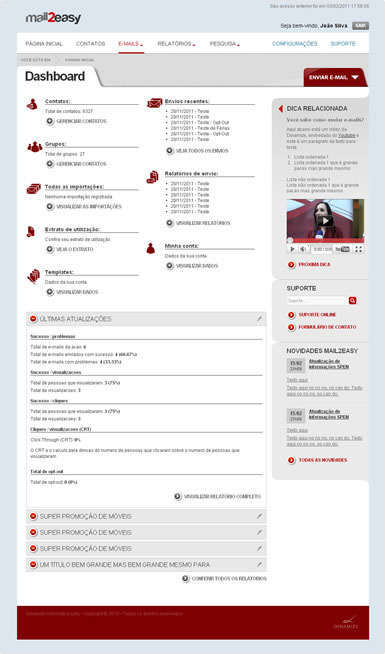 Seu acesso anterior foi em 03/02/2011 17:08:05
mail2easy
Seja bem-vindo, João Silva
SAIR
PÁGINA INICIAL
CONTATOS
E-MAILS
RELATÓRIOS
PESQUISA
CONFIGURAÇÕES
SUPORTE
VOCÊ ESTÁ EM
PÁGINA INICIAL
Dashboard
ENVIAR E-MAIL
Contatos:
Total de contatos: 8327
GERENCIAR CONTATOS
Grupos:
Total de grupos: 27
GERENCIAR CONTATOS
Todas as importações:
Nenhuma importação registrada
VISUALIZAR AS IMPORTAÇÕES
Extrato de utilização:
Confira seu extrato de utilização
VEJA O EXTRATO
Templates:
Dados da sua conta
VISUALIZAR DADOS
Envios recentes:
20/11/2011 - Teste
20/11/2011 - Teste
20/11/2011 - Teste - Opt-Out
20/11/2011 - Teste de Férias
20/11/2011 - Teste
20/11/2011 - Teste - Opt-Out
VEJA TODOS OS ENVIOS
Relatórios de envio:
20/11/2011 - Teste
20/11/2011 - Teste
20/11/2011 - Teste
20/11/2011 - Teste
20/11/2011 - Teste
20/11/2011 - Teste
VISUALIZAR RELATÓRIOS
Minha conta:
Dados da sua conta
VISUALIZAR DADOS
ÚLTIMAS ATUALIZAÇÕES
Sucesso / problemas
Total de e-mails da acao: 6
Total de e-mails enviados com sucesso: 4 (66,67%)
Total de e-mails com problemas: 4 (33,33%)
Sucesso / visualizacoes
Total de pessoas que visualizaram: 3 (75%)
Total de visualizacoes: 3
Sucesso / cliques
Total de pessoas que visualizaram: 3 (75%)
Total de visualizacoes: 3
Cliques / visualizacoes (CRT)
Click Through (CRT): 0%
O CRT e o calculo pela divisao do numero de pessoas que clicaram sobre o numero de pessoas que
visualizaram
Total de opt-out
Total de opt-out: 0 (0%)
VISUALIZAR RELATÓRIO COMPLETO
SUPER PROMOÇÃO DE MÓVEIS
SUPER PROMOÇÃO DE MÓVEIS
SUPER PROMOÇÃO DE MÓVEIS
UM TÍTULO BEM GRANDE MAS BEM GRANDE MESMO PARA
CONFERIR TODOS OS RELATÓRIOS
DICA RELACIONADA
Você sabe como enviar e-mails?
Aqui abaixo está um vídeo da
Dinamize, embedado do Youtube e
este é um parágrafo de texto para
teste
1. Lista ordenada 1
2. Lista ordenada 1 que é grande
pacas mar grande mesmo
Lista não ordenada 1
Lista não ordenada 1 que é grande
pacas mar grande mesmo
PRÓXIMA DICA
SUPORTE
Suporte...
SUPORTE ONLINE
FORMULÁRIO DE CONTATO
NOVIDADES MAIL2EASY
15/02
21h08
Atualização do
informações SPEN
Texto aqui
Texto aqui no no no, no can do. Texto
aqui no no no, no can do.
15/02
21h08
Atualização do
informações SPEN
Texto aqui
Texto aqui no no no, no can do. Texto
aqui no no no, no can do.
TODAS AS NOVIDADES
Dinamize Informática Ltda - Copyright © 2010 - Todos os direitos reservados
DINAMIZE